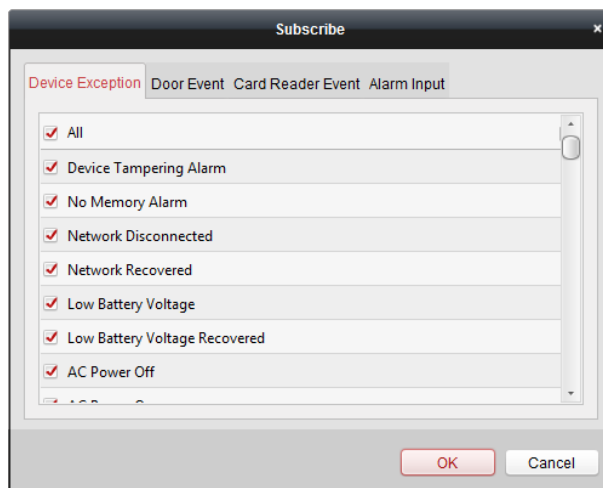 Subscribe
Device Exception Door Event Card Reader Event Alarm Input
All
Device Tampering Alarm
No Memory Alarm
Network Disconnected
Network Recovered
Low Battery Voltage
Low Battery Voltage Recovered
AC Power Off
OK Cancel